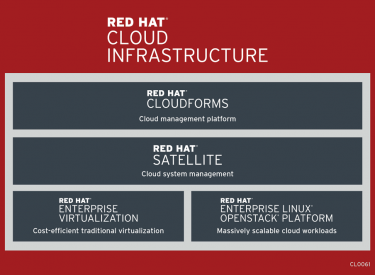 RED HAT®
CLOUD
INFRASTRUCTURE
RED HAT®
CLOUDFORMS
Cloud management platform
RED HAT®
SATELLITE
Cloud system management
RED HAT®
ENTERPRISE
VIRTUALIZATION
Cost-efficient traditional virtualization
RED HAT®
ENTERPRISE LINUX®
OPENSTACK® PLATFORM
Massively scalable cloud workloads
CL0061